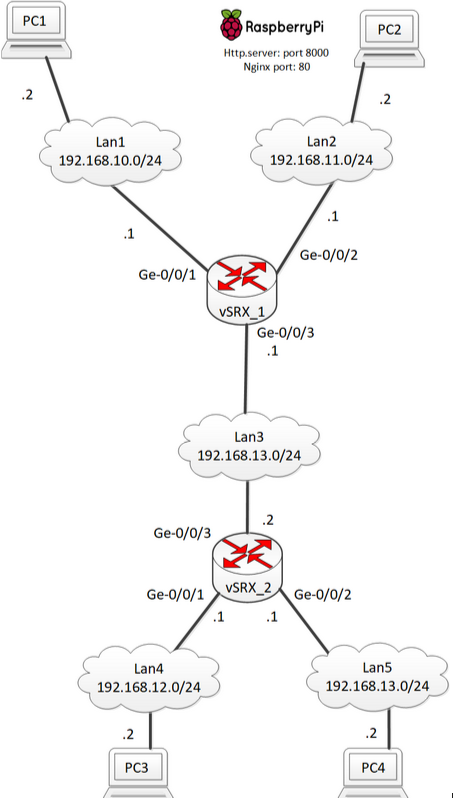 PC1
RaspberryPi
Http.server: port 8000
Nginx port: 80
PC2
.2
.2
Lan1
192.168.10.0/24
Lan2
192.168.11.0/24
.1
.1
Ge-0/0/1
Ge-0/0/2
vSRX_1
Ge-0/0/3
.1
Lan3
192.168.13.0/24
.2
Ge-0/0/3
vSRX_2
Ge-0/0/1
Ge-0/0/2
.1
.1
Lan4
192.168.12.0/24
Lan5
192.168.13.0/24
.2
.2
PC3
PC4